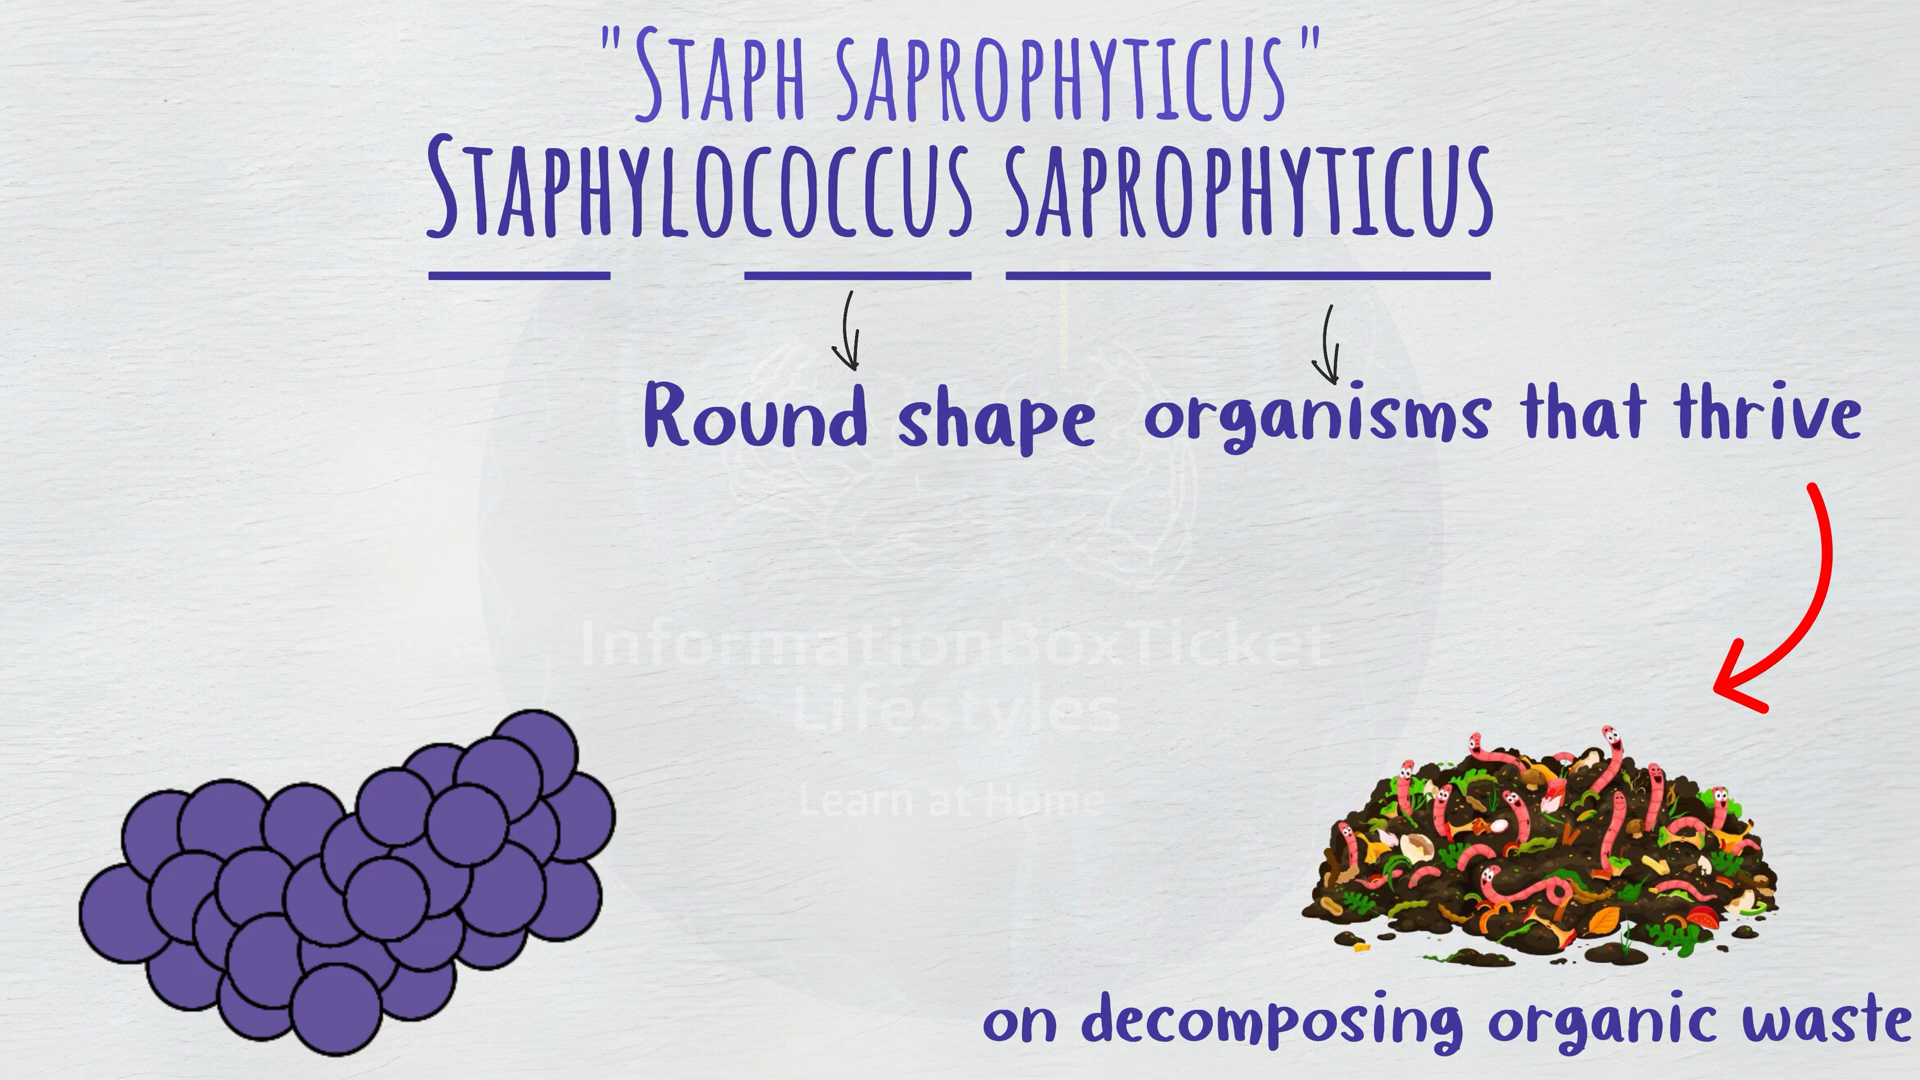 "Staph saprophyticus"
Staphylococcus saprophyticus
Round shape organisms that thrive
InformationBoxTicket
Lifestyles
Learn at Home
on decomposing organic waste